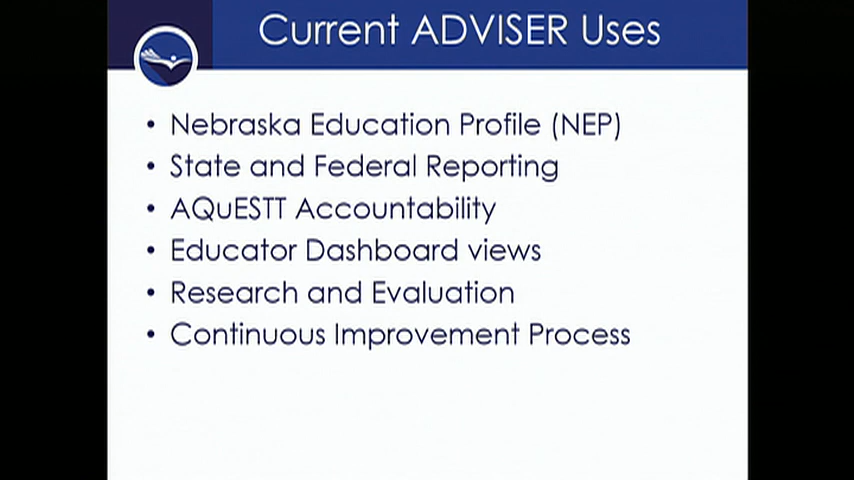 Current ADVISER Uses
• Nebraska Education Profile (NEP)
• State and Federal Reporting
• AQuESTT Accountability
• Educator Dashboard views
• Research and Evaluation
• Continuous Improvement Process